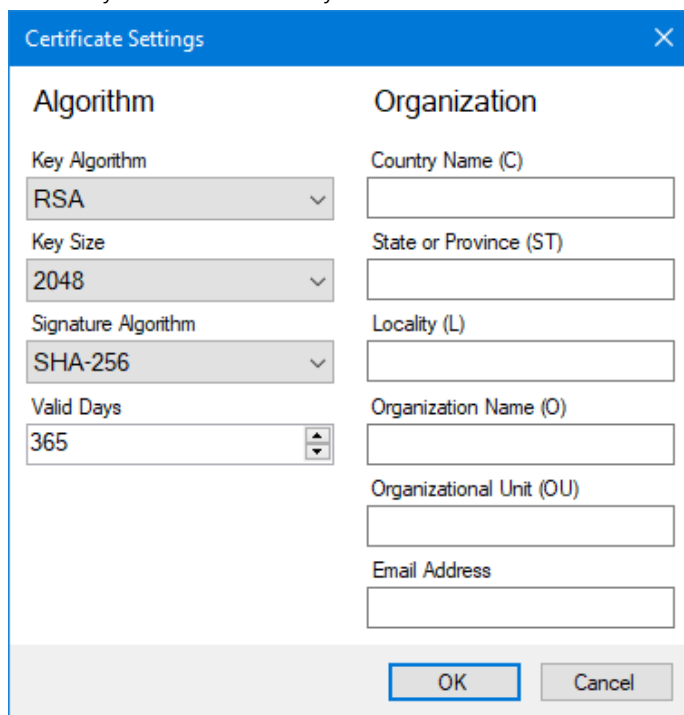 Certificate Settings
Algorithm
Key Algorithm
RSA
Key Size
2048
Signature Algorithm
SHA-256
Valid Days
365
Organization
Country Name (C)
State or Province (ST)
Locality (L)
Organization Name (O)
Organizational Unit (OU)
Email Address
OK
Cancel